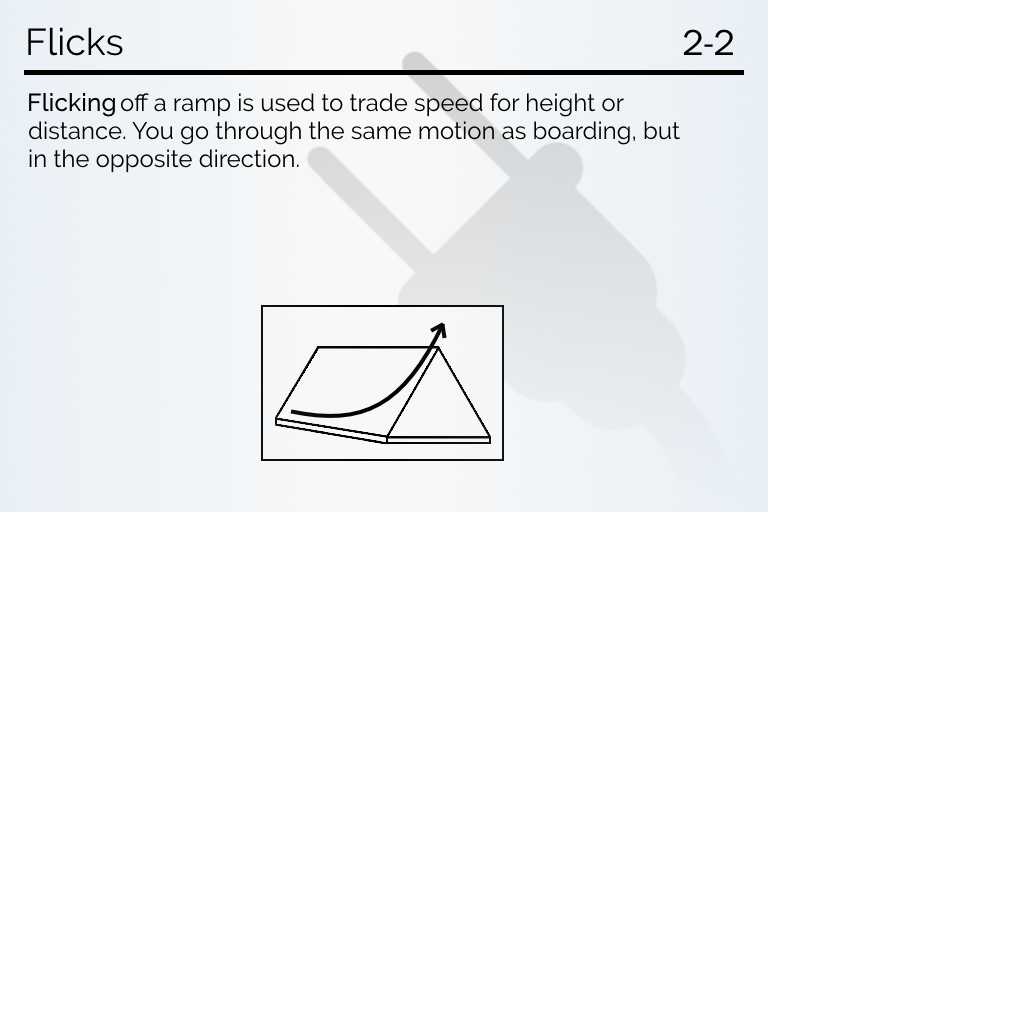 Flicks 2-2
Flicking off a ramp is used to trade speed for height or
distance. You go through the same motion as boarding, but
in the opposite direction.